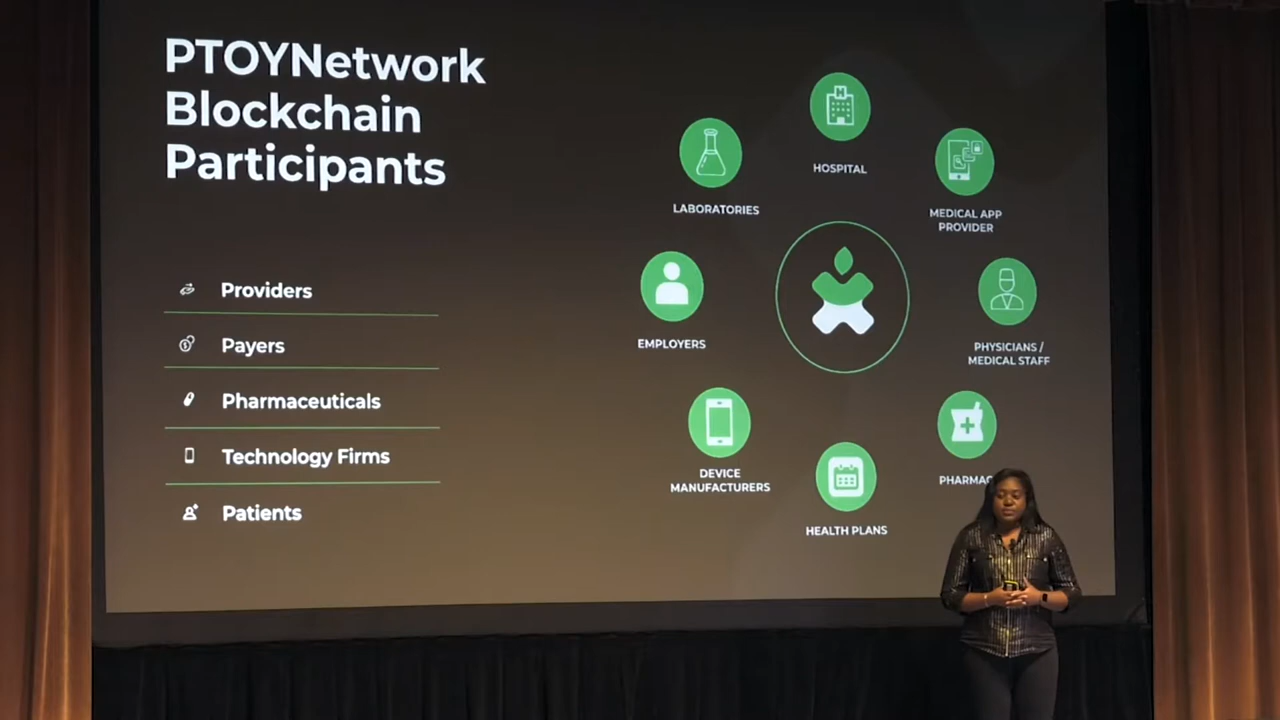 PTOYNetwork
Blockchain
Participants
Providers
Payers
Pharmaceuticals
Technology Firms
Patients
HOSPITAL
LABORATORIES
MEDICAL APP
PROVIDER
EMPLOYERS
PHYSICIANS /
MEDICAL STAFF
DEVICE
MANUFACTURERS
HEALTH PLANS